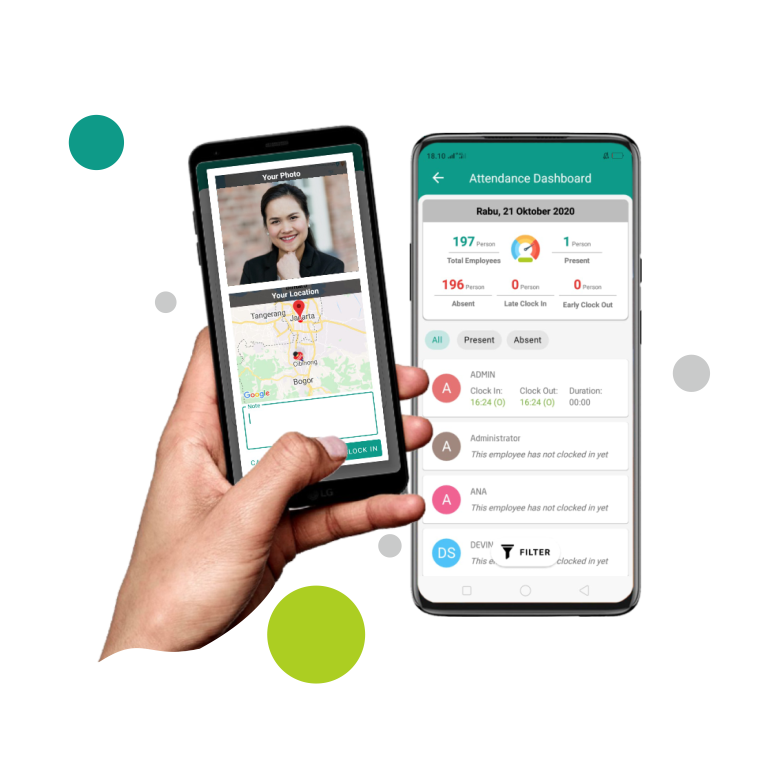 Your Photo
Your Location
Tangerang
Jakarta
Cibinong
Bogor
Google
Note
LOCK IN
LG
18.10
Attendance Dashboard
Rabu, 21 Oktober 2020
197 Person
1 Person
Total Employees
Present
196 Person
0 Person
0 Person
Absent
Late Clock In
Early Clock Out
All
Present
Absent
A
ADMIN
Clock In:
Clock Out:
Duration:
16:24 (O)
16:24 (O)
00:00
A
Administrator
This employee has not clocked in yet
A
ANA
This employee has not clocked in yet
DS
DEVIN
FILTER
This e
clocked in yet